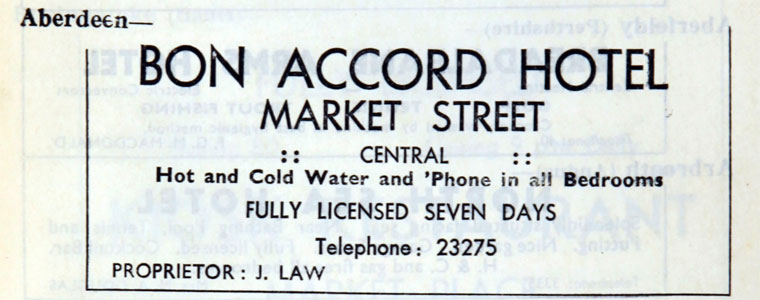 Aberdeen—
BON ACCORD HOTEL
MARKET STREET
:: CENTRAL ::
Hot and Cold Water and 'Phone in all Bedrooms
FULLY LICENSED SEVEN DAYS
Telephone: 23275
PROPRIETOR: J. LAW